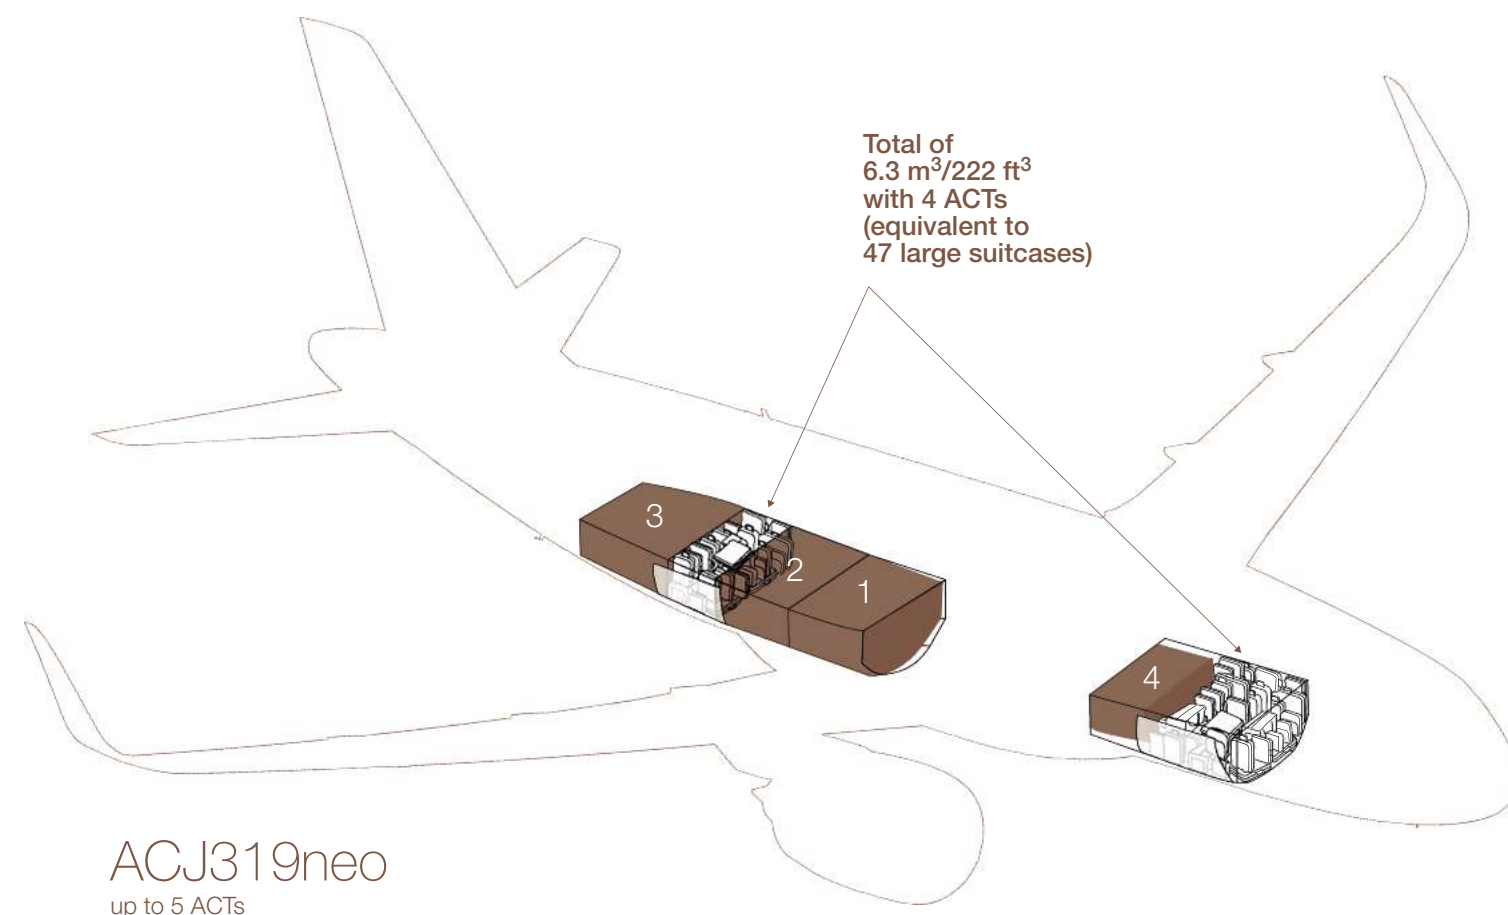 Total of
6.3 m³/222 ft³
with 4 ACTs
(equivalent to
47 large suitcases)
3
2
1
4
ACJ319neo
up to 5 ACTs